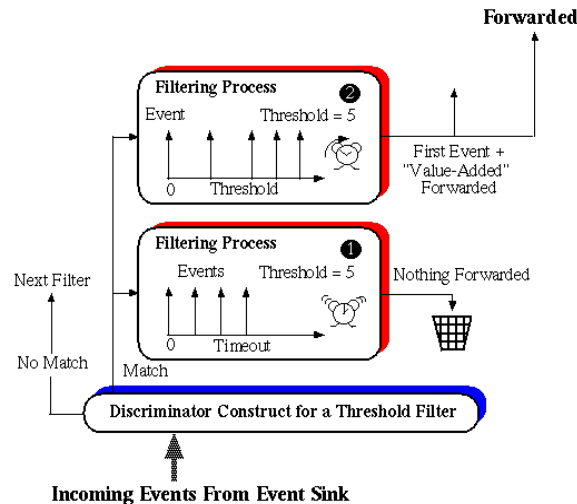 Forwarded
Filtering Process
2
Event
Threshold = 5
0
Threshold
First Event +
"Value-Added"
Forwarded
Filtering Process
1
Events
Threshold = 5
0
Timeout
Nothing Forwarded
Next Filter
No Match
Match
Discriminator Construct for a Threshold Filter
Incoming Events From Event Sink